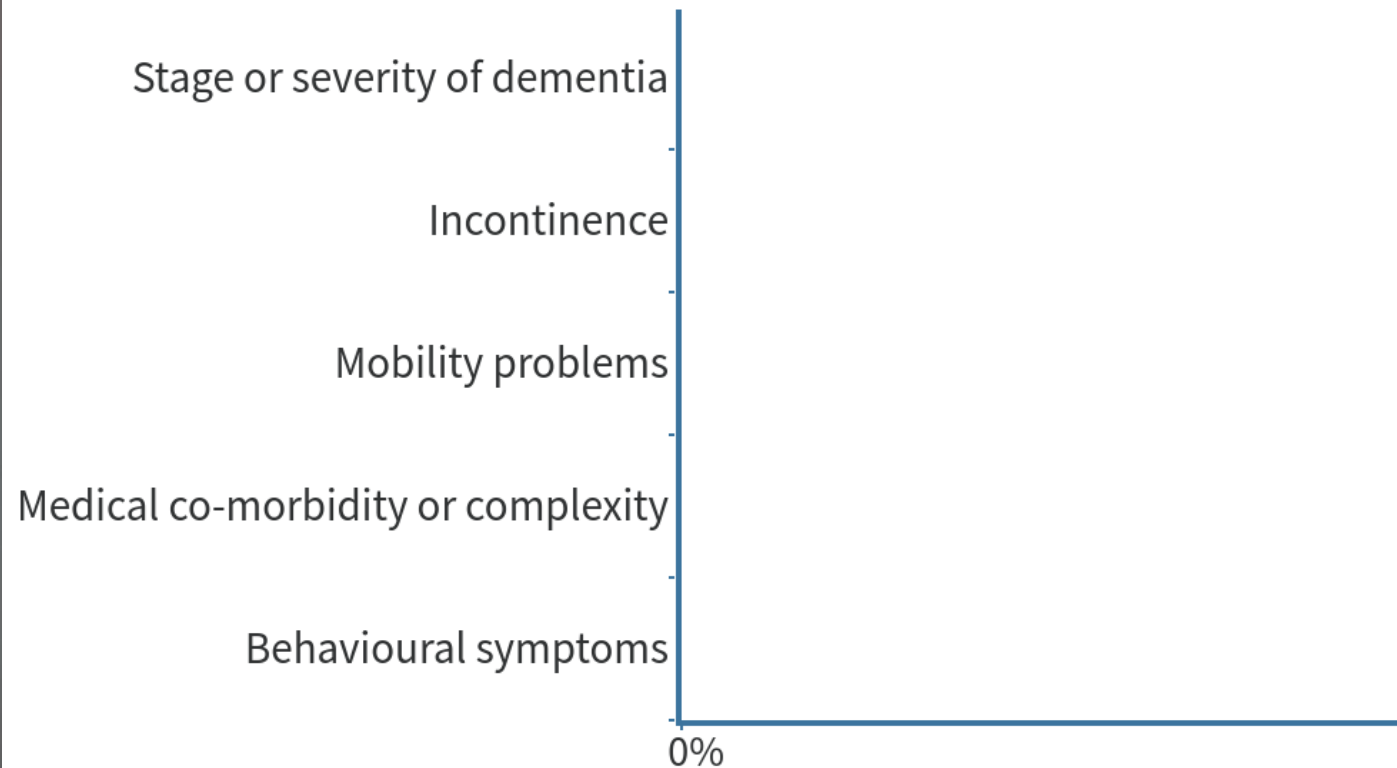 Stage or severity of dementia
Incontinence
Mobility problems
Medical co-morbidity or complexity
Behavioural symptoms
0%